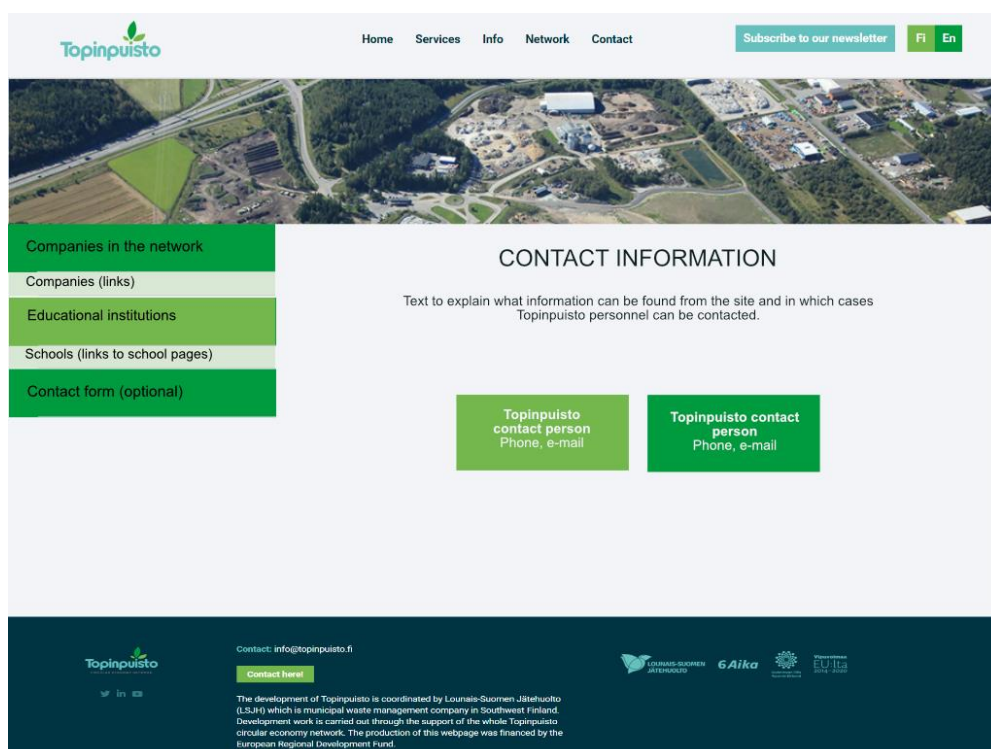 Topinpuisto
Home Services Info Network Contact
Subscribe to our newsletter
Fi En
Companies in the network
Companies (links)
Educational institutions
Schools (links to school pages)
Contact form (optional)
CONTACT INFORMATION
Text to explain what information can be found from the site and in which cases
Topinpuisto personnel can be contacted.
Topinpuisto
contact person
Phone, e-mail
Topinpuisto contact
person
Phone, e-mail
Topinpuisto
Contact: info@topinpuisto.fi
Contact here!
The development of Topinpuisto is coordinated by Lounais-Suomen Jätehuolto
(LSJH) which is municipal waste management company in Southwest Finland.
Development work is carried out through the support of the whole Topinpuisto
circular economy network. The production of this webpage was financed by the
European Regional Development Fund.
LOUNAIS-SUOMEN
JÄTEHUOLTO
6Aika
EU:lta
2014-2020